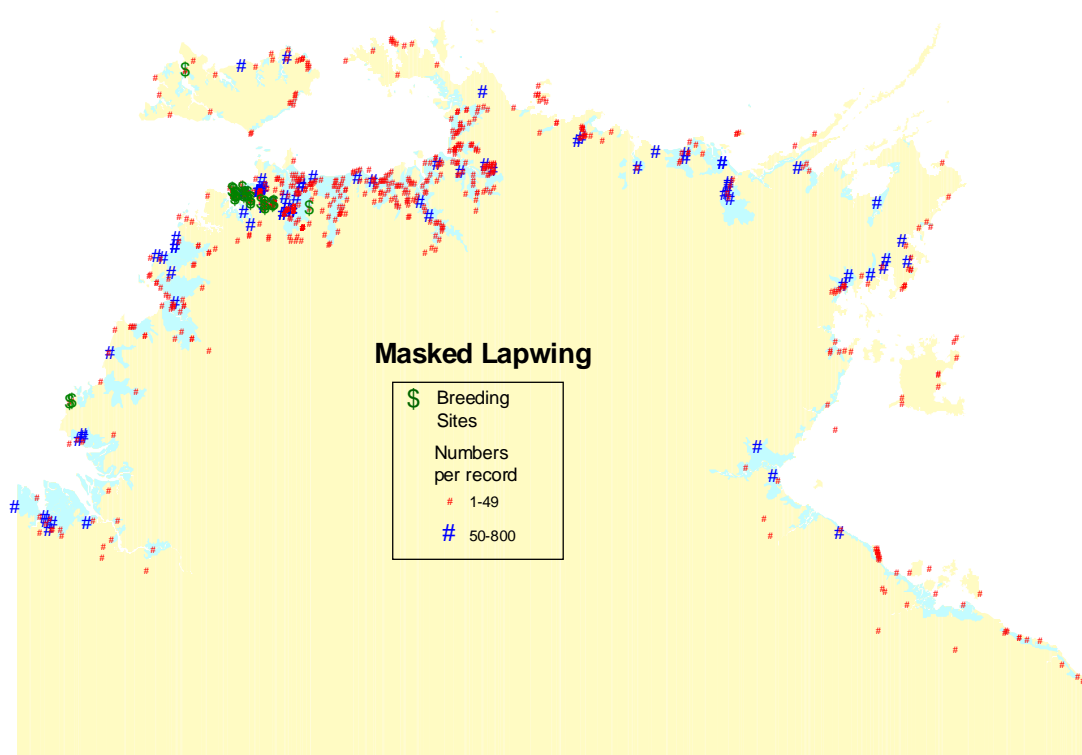 Masked Lapwing
$ Breeding
Sites
Numbers
per record
# 1-49
# 50-800